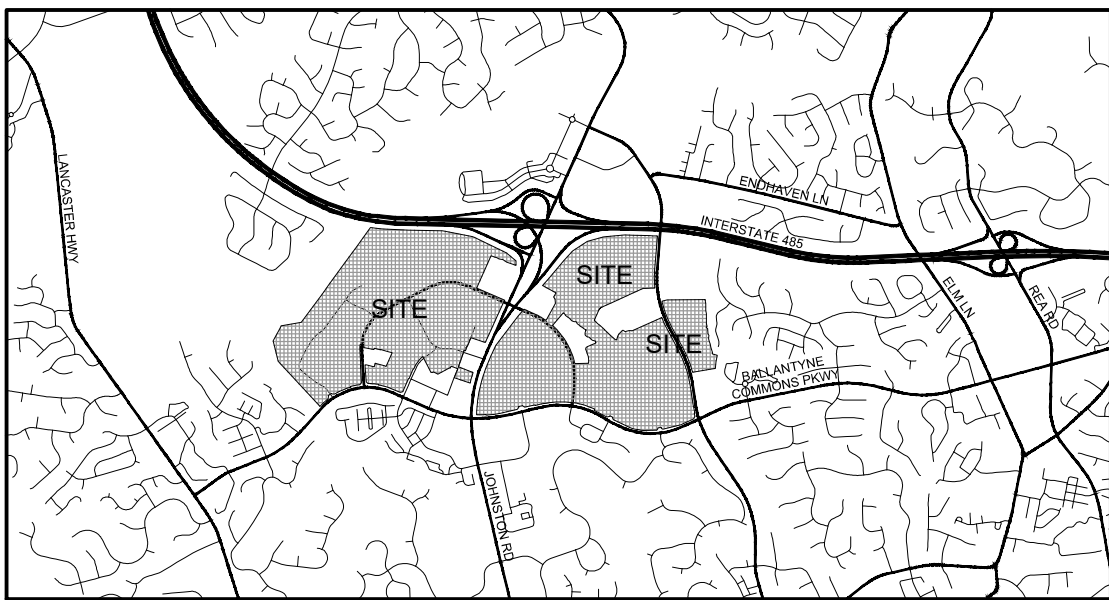 LANCASTER HWY
ENDHAVEN LN
INTERSTATE 485
SITE
SITE
ELM LN
REA RD
SITE
BALLANTYNE
COMMONS PKWY
JOHNSTON RD